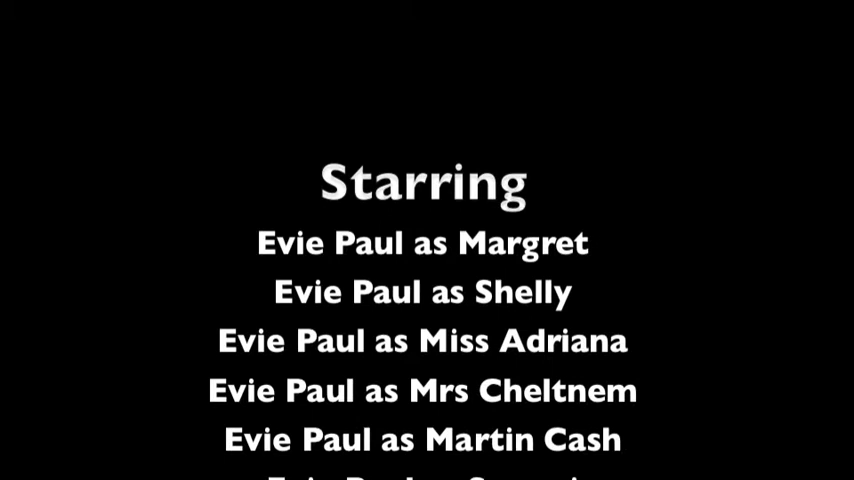 Starring
Evie Paul as Margret
Evie Paul as Shelly
Evie Paul as Miss Adriana
Evie Paul as Mrs Cheltnem
Evie Paul as Martin Cash